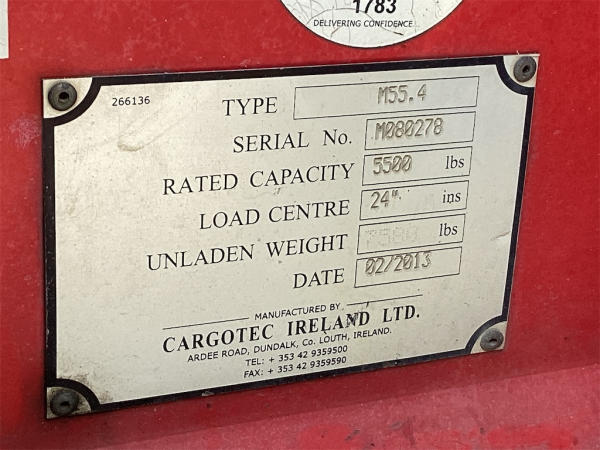 1783
DELIVERING CONFIDENCE
266136
TYPE M55.4
SERIAL No. M080278
RATED CAPACITY 5500 lbs
LOAD CENTRE 24" ins
UNLADEN WEIGHT lbs
DATE 02/2013
MANUFACTURED BY
CARGOTEC IRELAND LTD.
ARDEE ROAD, DUNDALK, Co. LOUTH, IRELAND.
TEL: + 353 42 9359500
FAX: + 353 42 9359590